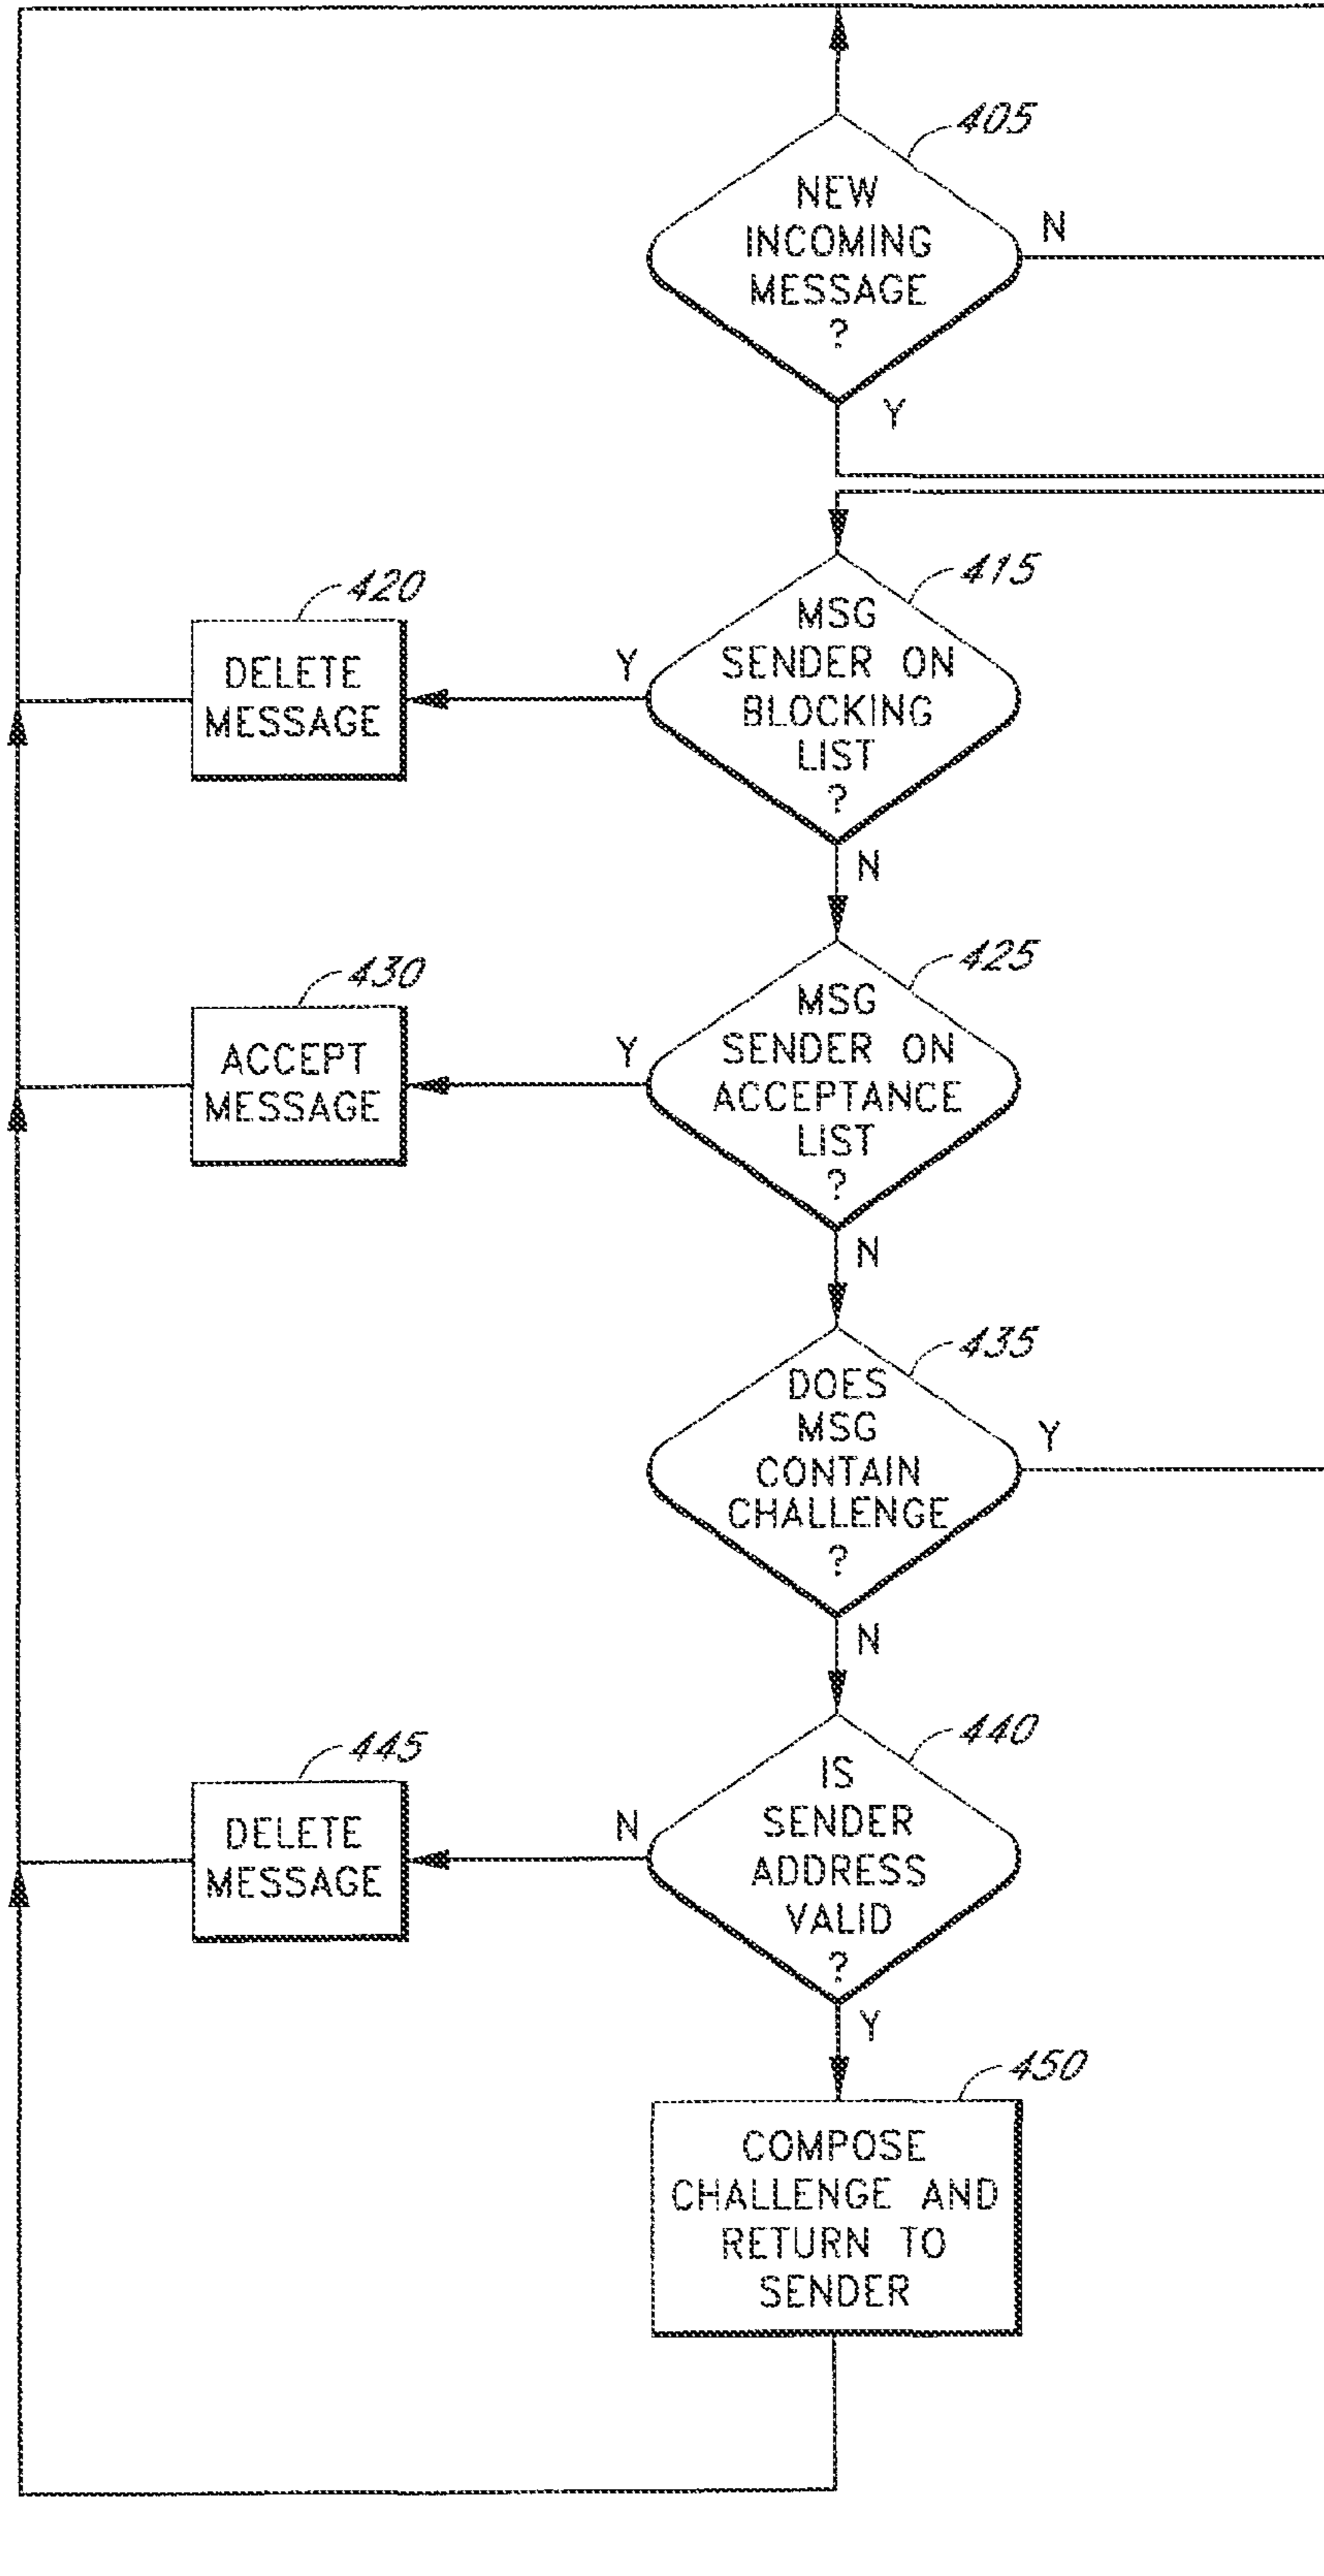 405
NEW
INCOMING
MESSAGE
?
N
Y
415
MSG
SENDER ON
BLOCKING
LIST
?
Y
N
420
DELETE
MESSAGE
425
MSG
SENDER ON
ACCEPTANCE
LIST
?
Y
N
430
ACCEPT
MESSAGE
435
DOES
MSG
CONTAIN
CHALLENGE
?
Y
N
440
IS
SENDER
ADDRESS
VALID
?
N
Y
445
DELETE
MESSAGE
450
COMPOSE
CHALLENGE AND
RETURN TO
SENDER